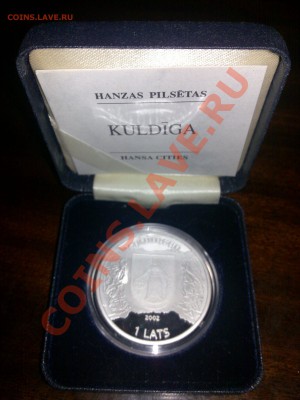 COINS.LAVE.RU
HANZAS PILSĒTAS
KULDĪGA
HANSA CITIES
2002
1 LATS
COINS.LAVE.RU